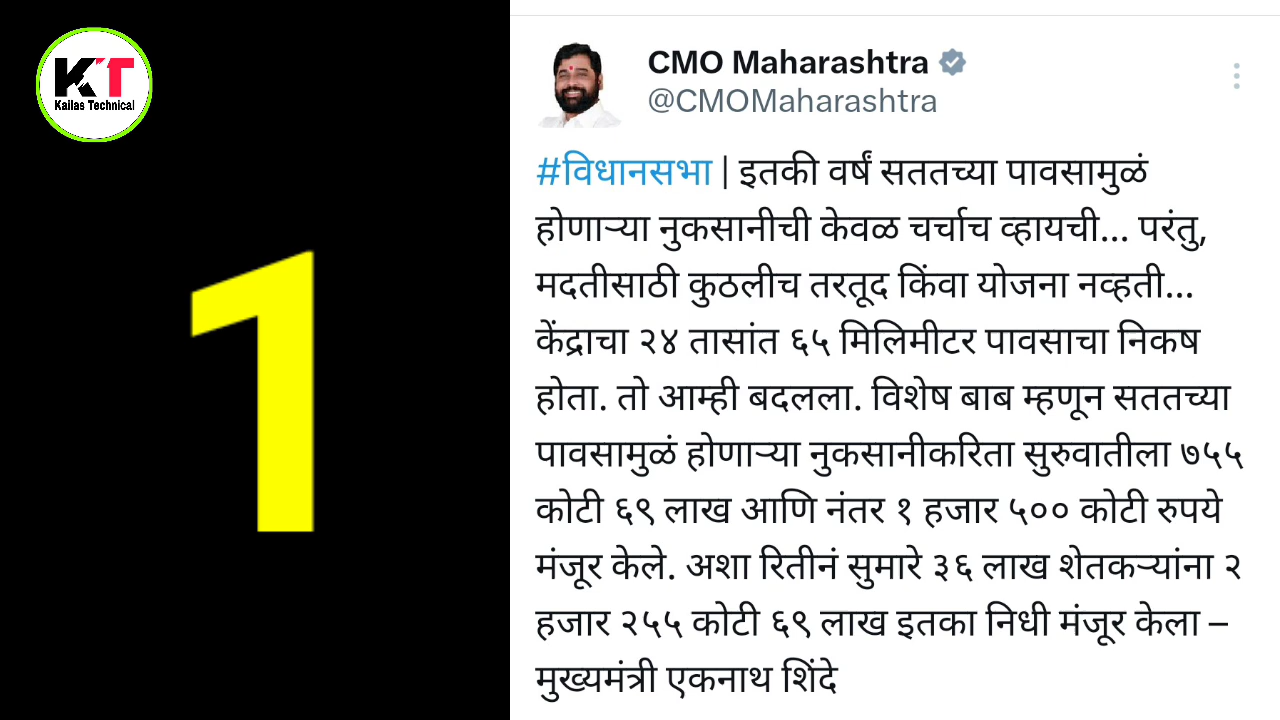 KT
Kailas Technical
1
CMO Maharashtra
@CMOMaharashtra
#विधानसभा | इतकी वर्षं सततच्या पावसामुळं
होणाऱ्या नुकसानीची केवळ चर्चाच व्हायची... परंतु,
मदतीसाठी कुठलीच तरतूद किंवा योजना नव्हती...
केंद्राचा २४ तासांत ६५ मिलिमीटर पावसाचा निकष
होता. तो आम्ही बदलला. विशेष बाब म्हणून सततच्या
पावसामुळं होणाऱ्या नुकसानीकरिता सुरुवातीला ७५५
कोटी ६९ लाख आणि नंतर १ हजार ५०० कोटी रुपये
मंजूर केले. अशा रितीनं सुमारे ३६ लाख शेतकऱ्यांना २
हजार २५५ कोटी ६९ लाख इतका निधी मंजूर केला –
मुख्यमंत्री एकनाथ शिंदे